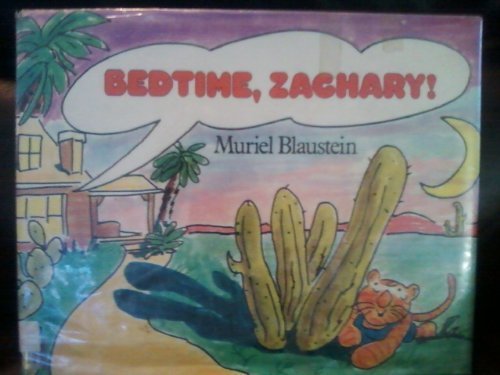 BEDTIME, ZACHARY!
Muriel Blaustein